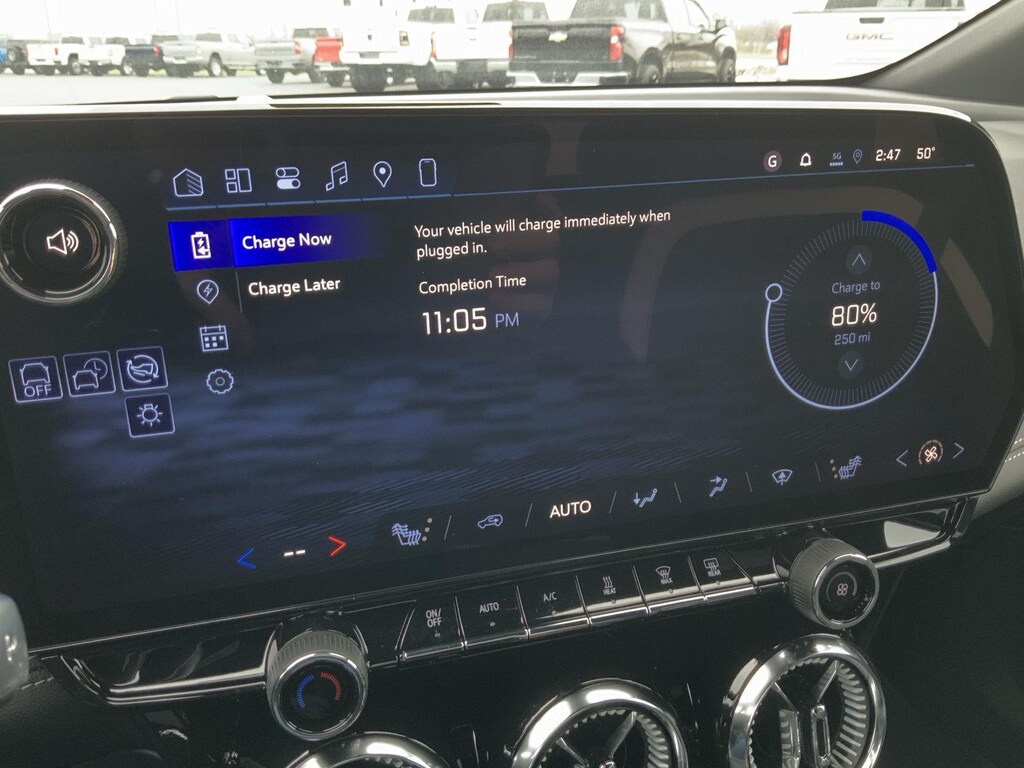 GMC
G 5G 2:47 50°
Charge Now
Charge Later
Your vehicle will charge immediately when
plugged in.
Completion Time
11:05 PM
Charge to
80%
250 mi
OFF
AUTO
--
ON/
OFF
AUTO
A/C
HEAT
MAX
REAR